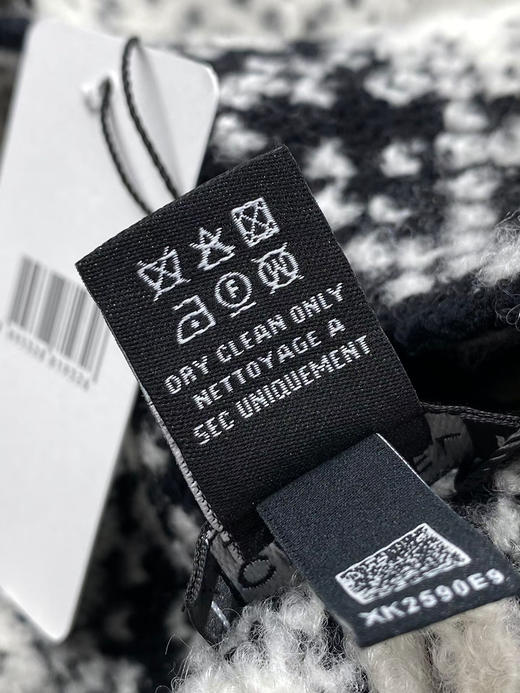 F W
DRY CLEAN ONLY
NETTOYAGE A
SEC UNIQUEMENT
XK2590E9